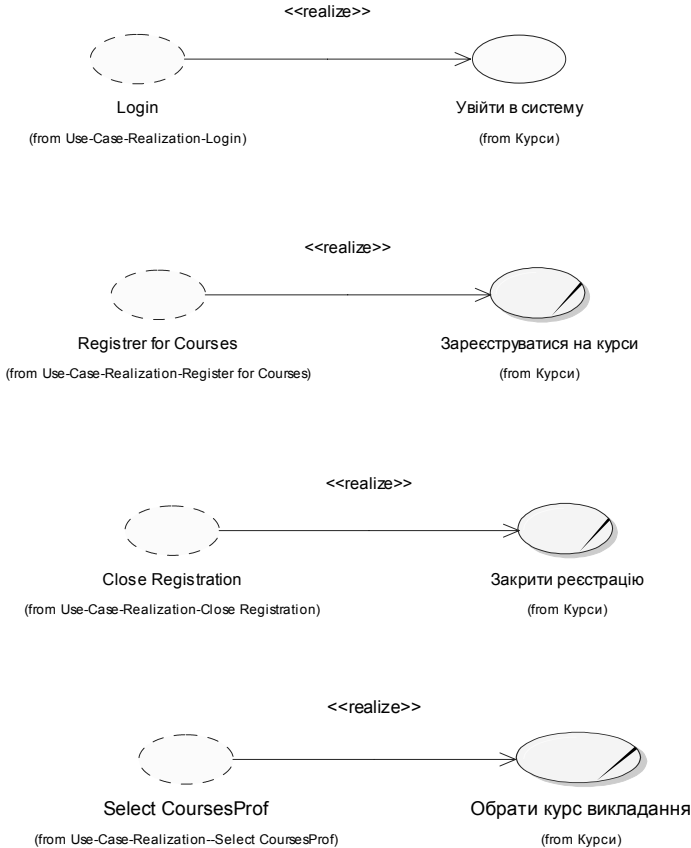 <<realize>>
Login
Увійти в систему
(from Use-Case-Realization-Login)
(from Курси)
<<realize>>
Registrer for Courses
Зареєструватися на курси
(from Use-Case-Realization-Register for Courses)
(from Курси)
<<realize>>
Close Registration
Закрити реєстрацію
(from Use-Case-Realization-Close Registration)
(from Курси)
<<realize>>
Select CoursesProf
Обрати курс викладання
(from Use-Case-Realization--Select CoursesProf)
(from Курси)